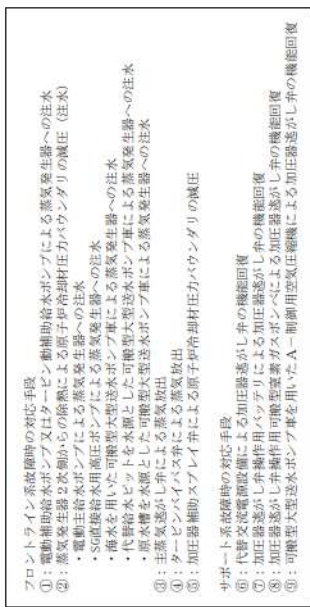 フロントライン系故障時の対応手段
①:電動補助給水ポンプ又はタービン動補助給水ポンプによる蒸気発生器への注水
②:蒸気発生器2次側からの除熱による原子炉冷却材圧力バウンダリの減圧(注水)
・電動主給水ポンプによる蒸気発生器への注水
・SG直接給水用高圧ポンプによる蒸気発生器への注水
・海水を用いた可搬型大型送水ポンプ車による蒸気発生器への注水
・代替給水ピットを水源とした可搬型大型送水ポンプ車による蒸気発生器への注水
・原水槽を水源とした可搬型大型送水ポンプ車による蒸気発生器への注水
③:主蒸気逃がし弁による蒸気放出
④:タービンバイパス弁による蒸気放出
⑤:加圧器補助スプレイ弁による原子炉冷却材圧力バウンダリの減圧
サポート系故障時の対応手段
⑥:代替交流電源設備による加圧器逃がし弁の機能回復
⑦:加圧器逃がし弁操作用バッテリによる加圧器逃がし弁の機能回復
⑧:加圧器逃がし弁操作用可搬型窒素ガスボンベによる加圧器逃がし弁の機能回復
⑨:可搬型大型送水ポンプ車を用いたA-制御用空気圧縮機による加圧器逃がし弁の機能回復